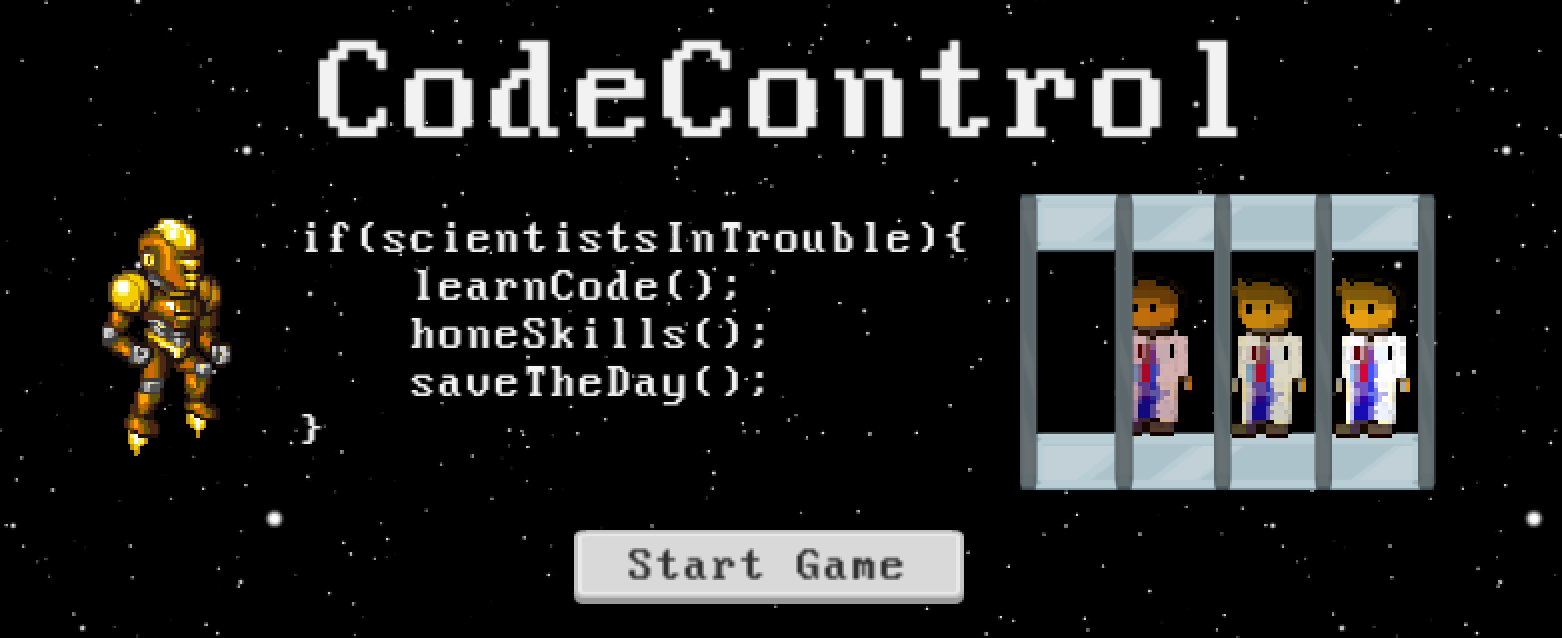 CodeControl
if(scientistsInTrouble){
learnCode();
honeSkills();
saveTheDay();
}
Start Game